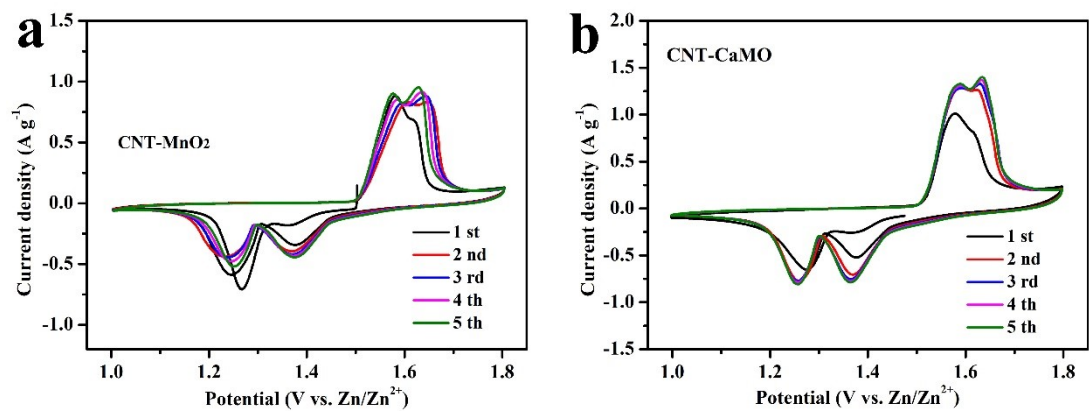 a
1.5
1.0
0.5
0.0
-0.5
-1.0
Current density (A g⁻¹)
CNT-MnO₂
1 st
2 nd
3 rd
4 th
5 th
1.0 1.2 1.4 1.6 1.8
Potential (V vs. Zn/Zn²⁺)
b
2.0
1.5
1.0
0.5
0.0
-0.5
-1.0
-1.5
Current density (A g⁻¹)
CNT-CaMO
1 st
2 nd
3 rd
4 th
5 th
1.0 1.2 1.4 1.6 1.8
Potential (V vs. Zn/Zn²⁺)